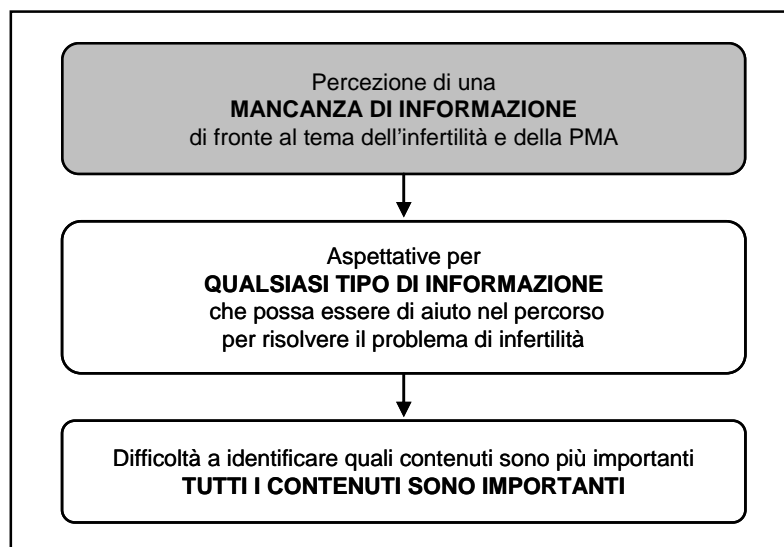 Percezione di una
MANCANZA DI INFORMAZIONE
di fronte al tema dell’infertilità e della PMA
Aspettative per
QUALSIASI TIPO DI INFORMAZIONE
che possa essere di aiuto nel percorso
per risolvere il problema di infertilità
Difficoltà a identificare quali contenuti sono più importanti
TUTTI I CONTENUTI SONO IMPORTANTI